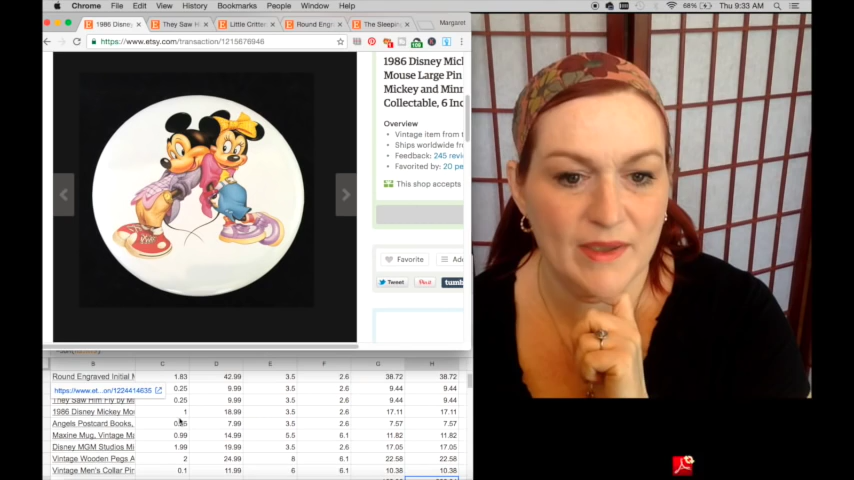 Chrome File Edit View History Bookmarks People Window Help 68% Thu 9:33 AM
1986 Disney They Saw H Little Critter Round Engr The Sleeping Margaret
https://www.etsy.com/transaction/1215676946
1986 Disney Mick
Mouse Large Pin
Mickey and Minn
Collectable, 6 Inc
Overview
Vintage item from t
Ships worldwide fr
Feedback: 245 revi
Favorited by: 20 pe
This shop accepts
Favorite Add
Tweet Pin it tumb
B C D E F G H
Round Engraved Initial M 1.83 42.99 3.5 2.6 38.72 38.72
https://www.et...on/1224414635 0.25 9.99 3.5 2.6 9.44 9.44
They Saw Him Fly by Ma 0.25 9.99 3.5 2.6 9.44 9.44
1986 Disney Mickey Mou 1 18.99 3.5 2.6 17.11 17.11
Angels Postcard Books, 7.99 3.5 2.6 7.57 7.57
Maxine Mug, Vintage Ma 0.99 14.99 5.5 6.1 11.82 11.82
Disney MGM Studios Mi 1.99 19.99 3.5 2.6 17.05 17.05
Vintage Wooden Pegs A 2 24.99 8 6.1 22.58 22.58
Vintage Men's Collar Pin 0.1 11.99 6 6.1 10.38 10.38